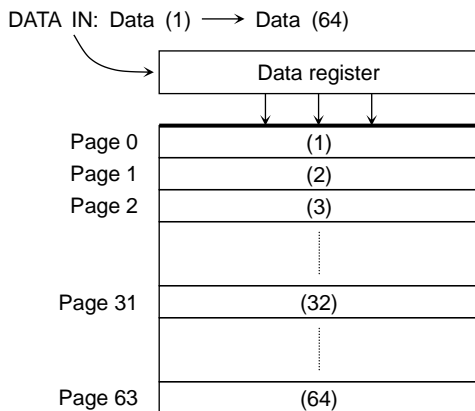 DATA IN: Data (1) → Data (64)
Data register
Page 0 (1)
Page 1 (2)
Page 2 (3)
Page 31 (32)
Page 63 (64)